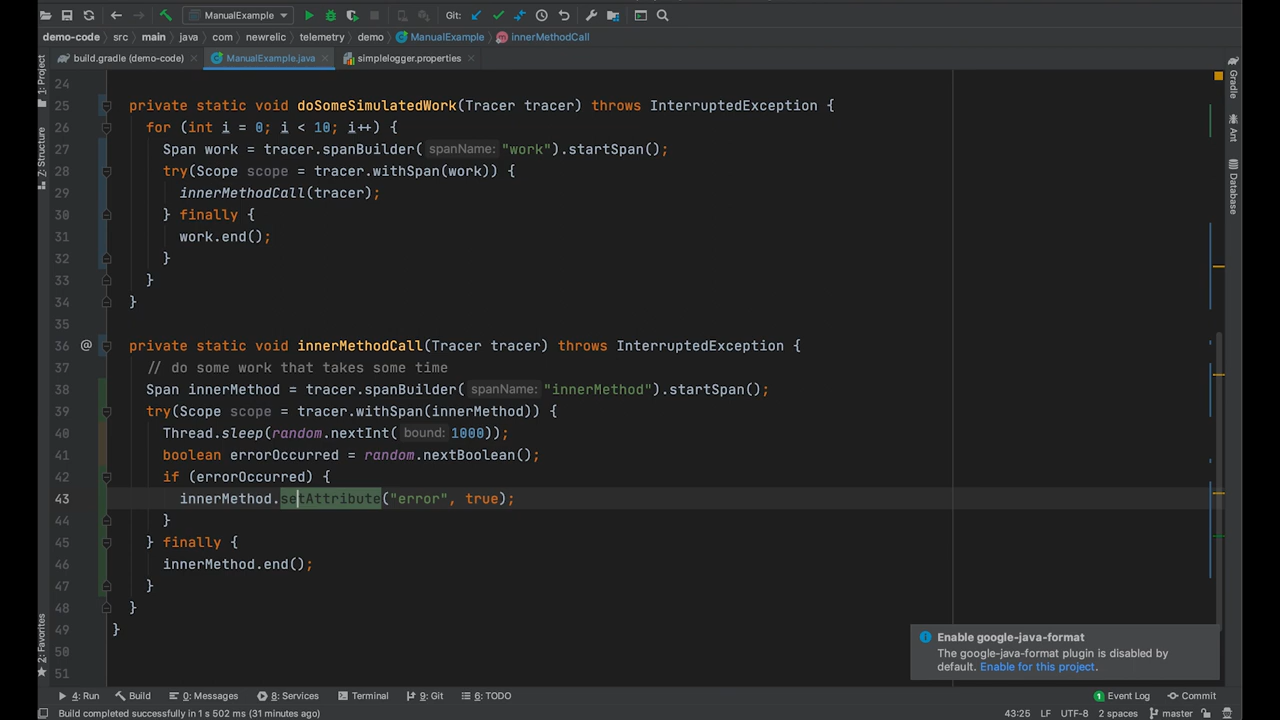 ManualExample
Git:
demo-code src main java com newrelic telemetry demo ManualExample innerMethodCall
build.gradle (demo-code) ManualExample.java simplelogger.properties
1: Project
Z: Structure
2: Favorites
24
25 private static void doSomeSimulatedWork(Tracer tracer) throws InterruptedException {
26 for (int i = 0; i < 10; i++) {
27 Span work = tracer.spanBuilder( spanName: "work").startSpan();
28 try(Scope scope = tracer.withSpan(work)) {
29 innerMethodCall(tracer);
30 } finally {
31 work.end();
32 }
33 }
34 }
35
36 @ private static void innerMethodCall(Tracer tracer) throws InterruptedException {
37 // do some work that takes some time
38 Span innerMethod = tracer.spanBuilder( spanName: "innerMethod").startSpan();
39 try(Scope scope = tracer.withSpan(innerMethod)) {
40 Thread.sleep(random.nextInt( bound: 1000));
41 boolean errorOccurred = random.nextBoolean();
42 if (errorOccurred) {
43 innerMethod.setAttribute("error", true);
44 }
45 } finally {
46 innerMethod.end();
47 }
48 }
49 }
50
51
Gradle
Ant
Database
Enable google-java-format
The google-java-format plugin is disabled by
default. Enable for this project.
4: Run Build 0: Messages 8: Services Terminal 9: Git 6: TODO 1 Event Log Commit
Build completed successfully in 1 s 502 ms (31 minutes ago) 43:25 LF UTF-8 2 spaces master